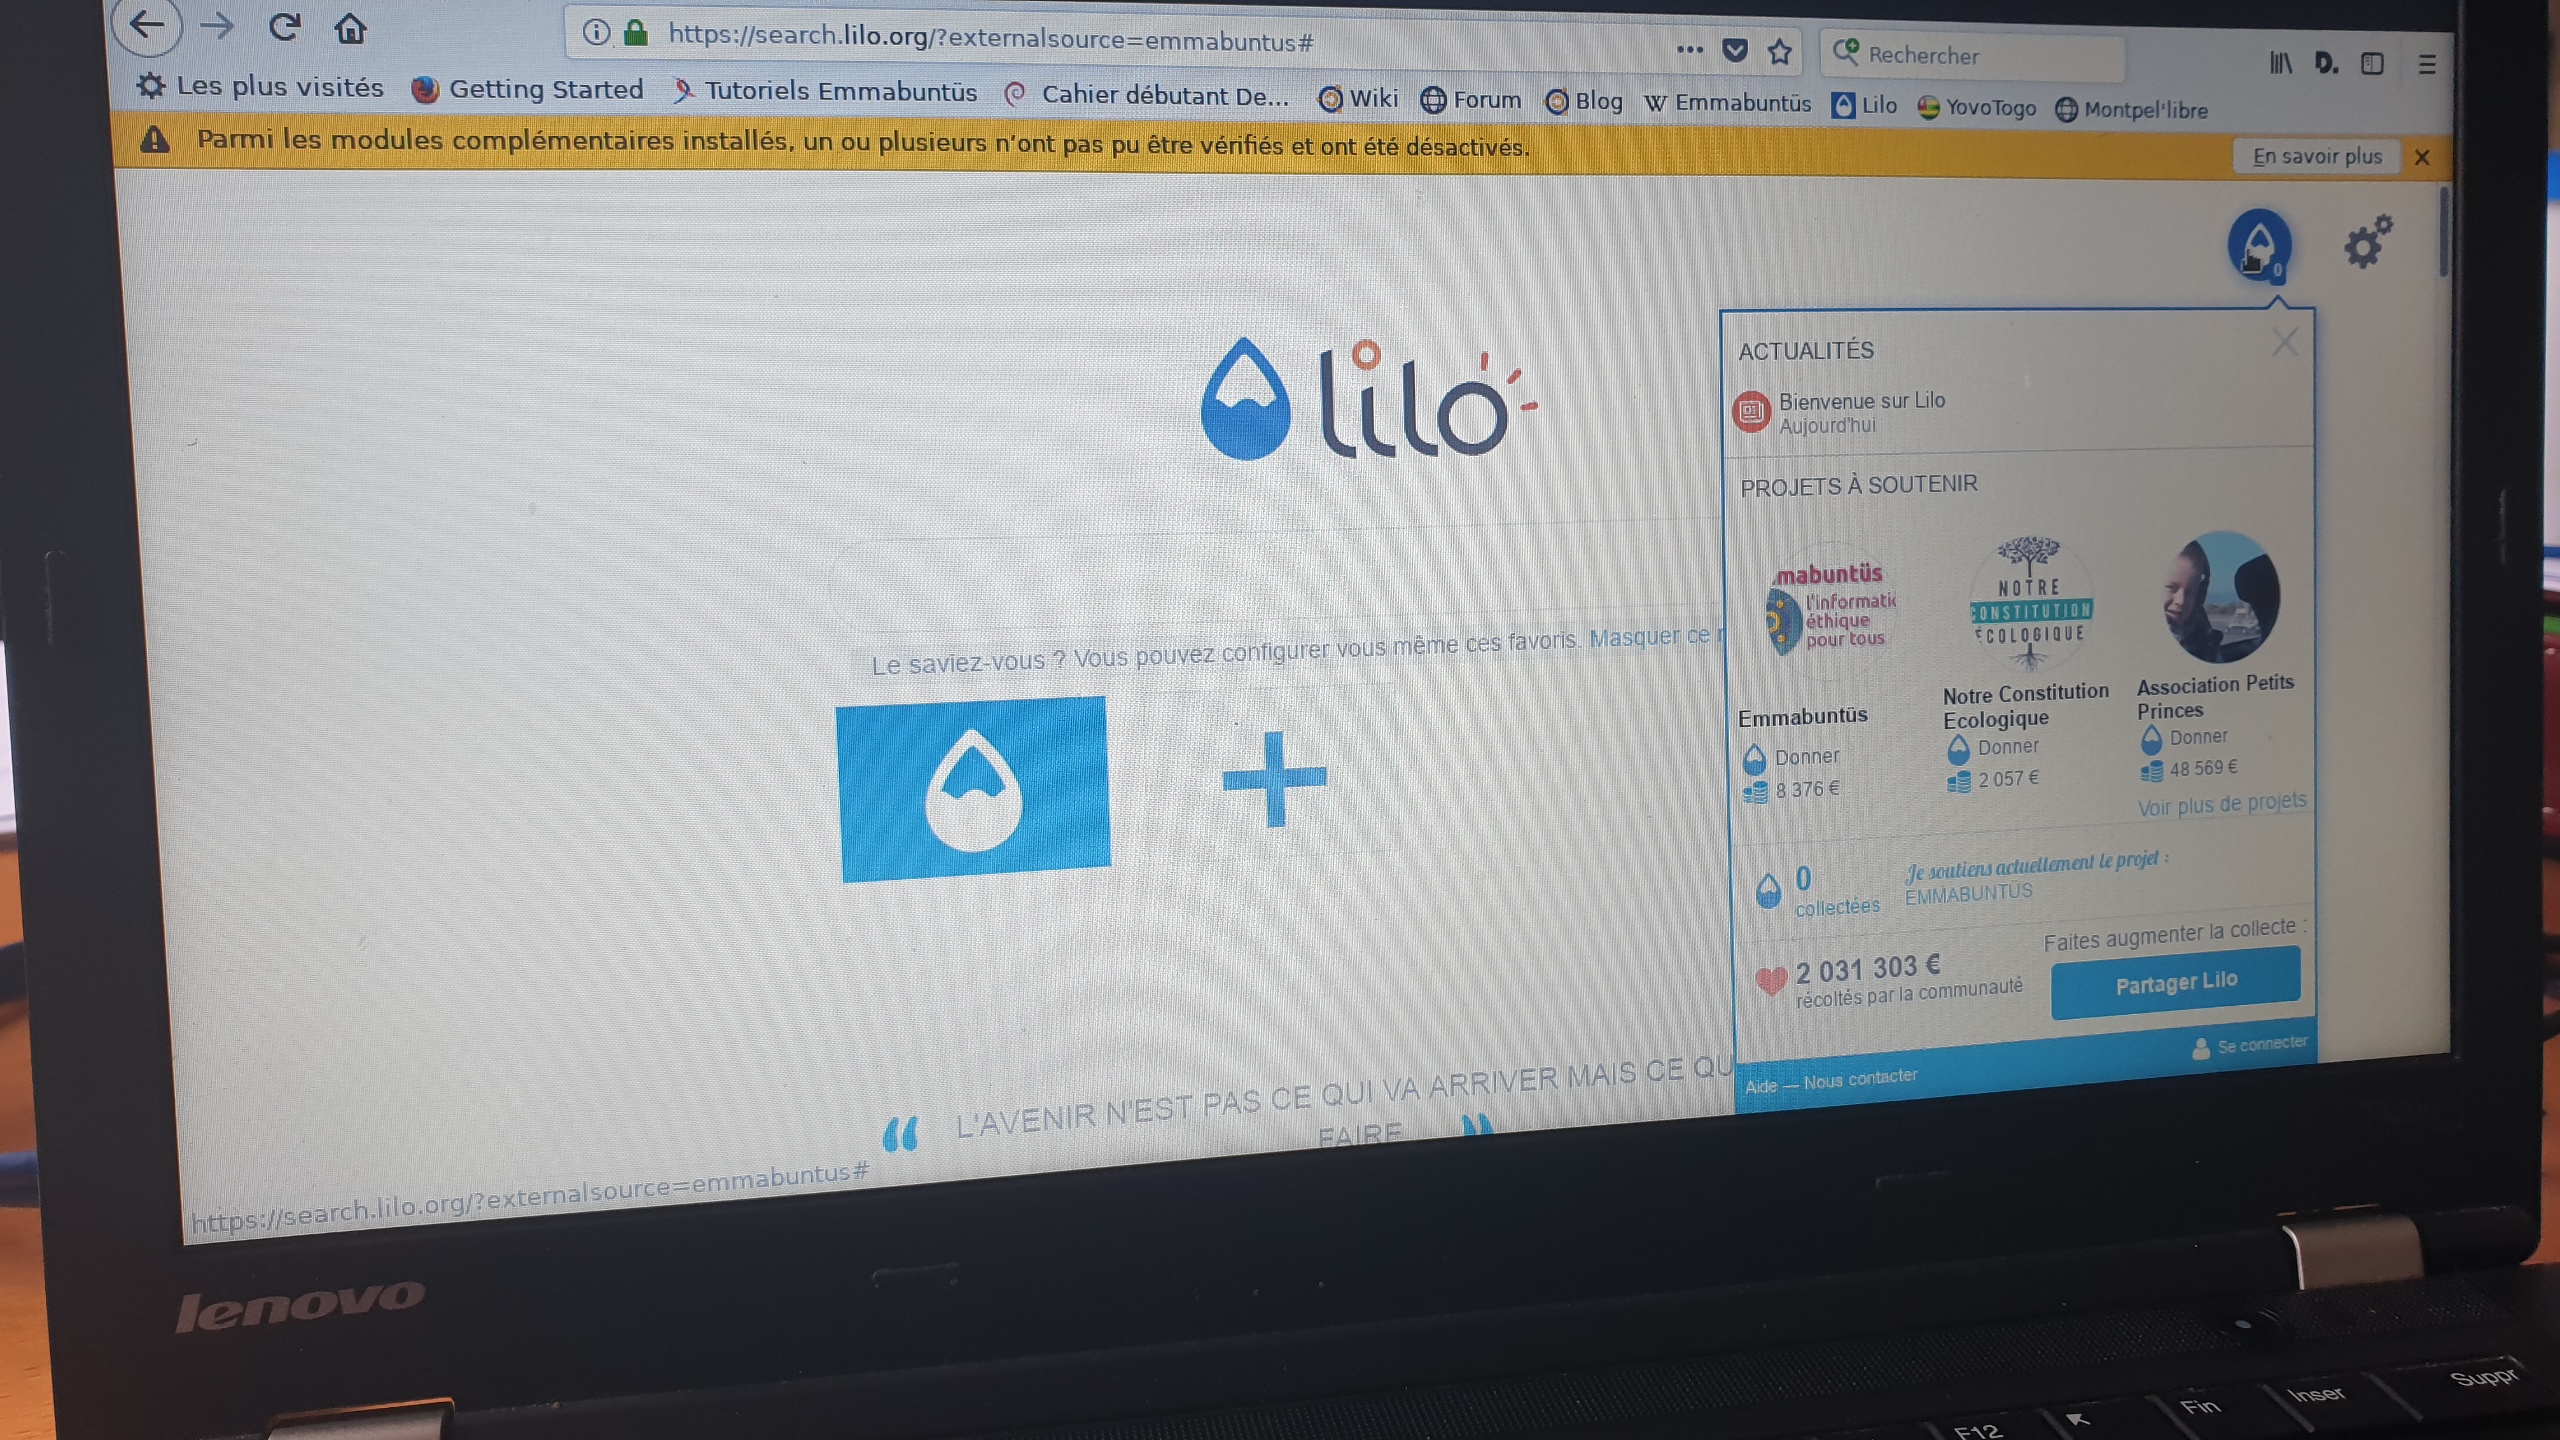 https://search.lilo.org/?externalsource=emmabuntus#
Rechercher
Les plus visités
Getting Started
Tutoriels Emmabuntüs
Cahier débutant De...
Wiki
Forum
Blog
W Emmabuntüs
Lilo
YovoTogo
Montpel'libre
D.
Parmi les modules complémentaires installés, un ou plusieurs n'ont pas pu être vérifiés et ont été désactivés.
En savoir plus
0
lilo
ACTUALITÉS
Bienvenue sur Lilo
Aujourd'hui
PROJETS À SOUTENIR
mabuntüs
l'informatic
éthique
pour tous
NOTRE
CONSTITUTION
ÉCOLOGIQUE
Emmabuntüs
Donner
8 376 €
Notre Constitution
Ecologique
Donner
2 057 €
Association Petits
Princes
Donner
48 569 €
Voir plus de projets
0
collectées
Je soutiens actuellement le projet :
EMMABUNTÜS
2 031 303 €
récoltés par la communauté
Faites augmenter la collecte :
Partager Lilo
Se connecter
Aide — Nous contacter
Le saviez-vous ? Vous pouvez configurer vous même ces favoris. Masquer ce
“ L'AVENIR N'EST PAS CE QUI VA ARRIVER MAIS CE QU
FAIRE ”
https://search.lilo.org/?externalsource=emmabuntus#
lenovo
F12
Fin
Inser
Suppr